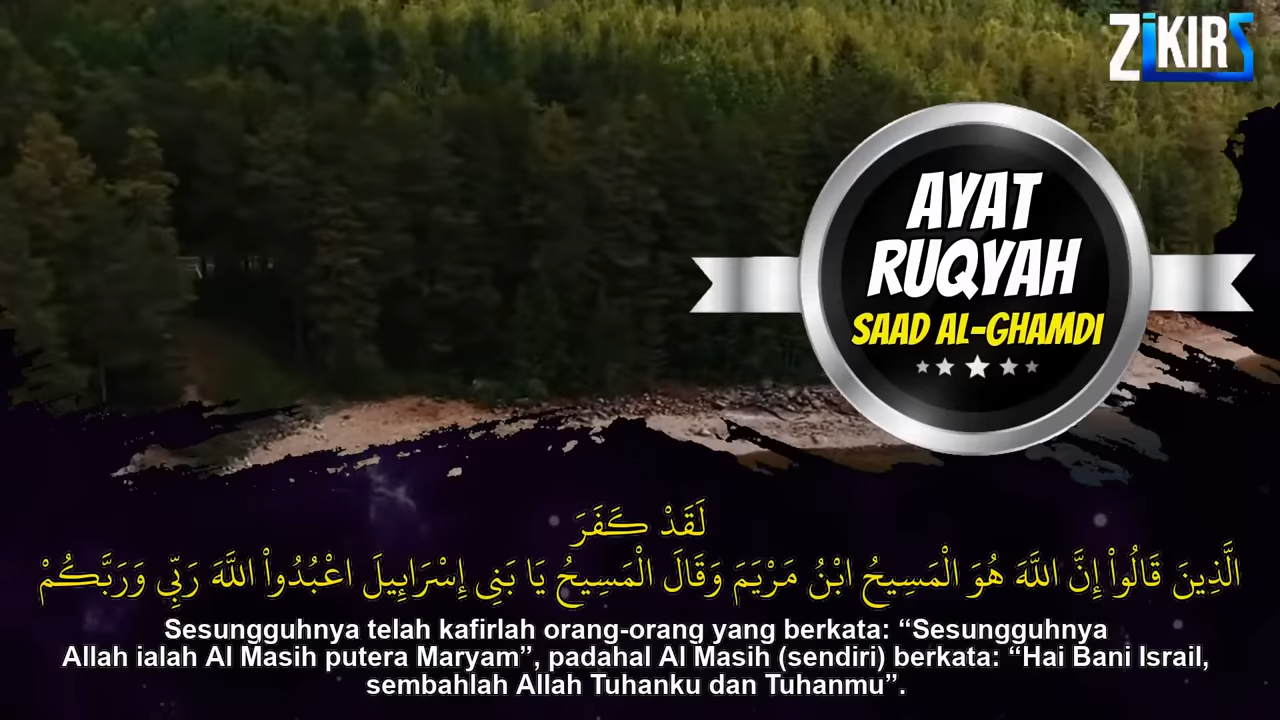 ZIKIRS
AYAT
RUQYAH
SAAD AL-GHAMDI
لَقَدْ كَفَرَ
الَّذِينَ قَالُواْ إِنَّ اللَّهَ هُوَ الْمَسِيحُ ابْنُ مَرْيَمَ وَقَالَ الْمَسِيحُ يَا بَنِي إِسْرَاءِيلَ اعْبُدُواْ اللَّهَ رَبِّي وَرَبَّكُمْ
Sesungguhnya telah kafirlah orang-orang yang berkata: “Sesungguhnya
Allah ialah Al Masih putera Maryam”, padahal Al Masih (sendiri) berkata: “Hai Bani Israil,
sembahlah Allah Tuhanku dan Tuhanmu”.